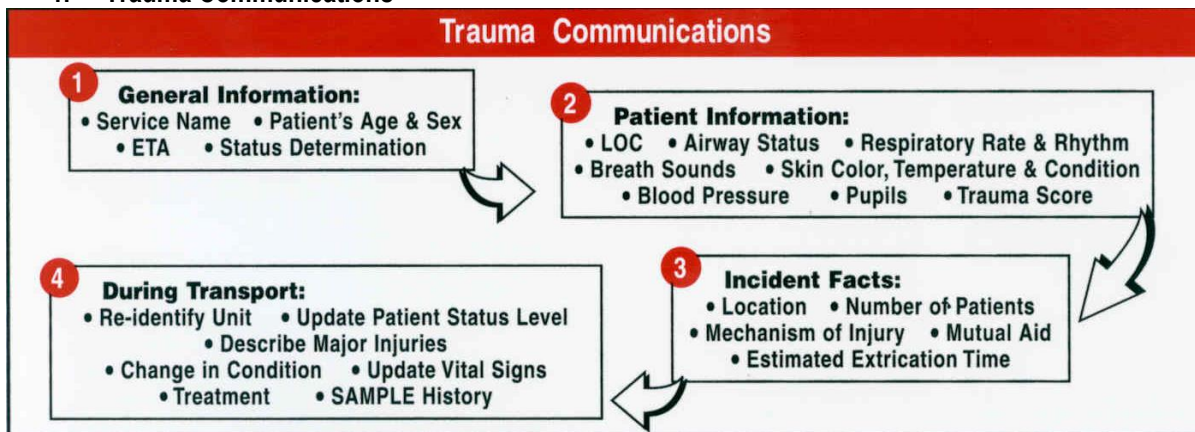 Trauma Communications
1
General Information:
• Service Name • Patient's Age & Sex
• ETA • Status Determination
2
Patient Information:
• LOC • Airway Status • Respiratory Rate & Rhythm
• Breath Sounds • Skin Color, Temperature & Condition
• Blood Pressure • Pupils • Trauma Score
3
Incident Facts:
• Location • Number of Patients
• Mechanism of Injury • Mutual Aid
• Estimated Extrication Time
4
During Transport:
• Re-identify Unit • Update Patient Status Level
• Describe Major Injuries
• Change in Condition • Update Vital Signs
• Treatment • SAMPLE History